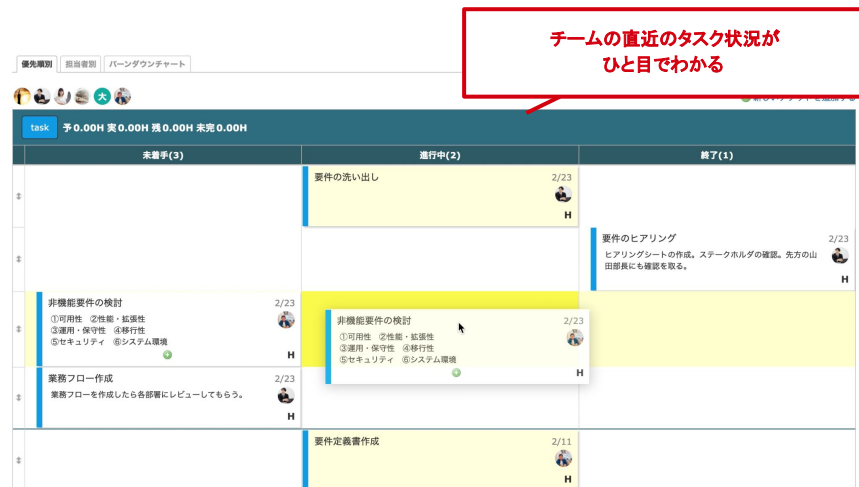 チームの直近のタスク状況が
ひと目でわかる
優先順別 担当者別 バーンダウンチャート
大
task 予0.00H 実0.00H 残0.00H 未完0.00H
未着手(3) 進行中(2) 終了(1)
要件の洗い出し 2/23
H
要件のヒアリング 2/23
ヒアリングシートの作成。ステークホルダの確認。先方の山
田部長にも確認を取る。
H
非機能要件の検討 2/23
①可用性 ②性能・拡張性
③運用・保守性 ④移行性
⑤セキュリティ ⑥システム環境
H
非機能要件の検討 2/23
①可用性 ②性能・拡張性
③運用・保守性 ④移行性
⑤セキュリティ ⑥システム環境
H
業務フロー作成 2/23
業務フローを作成したら各部署にレビューしてもらう。
H
要件定義書作成 2/11
H